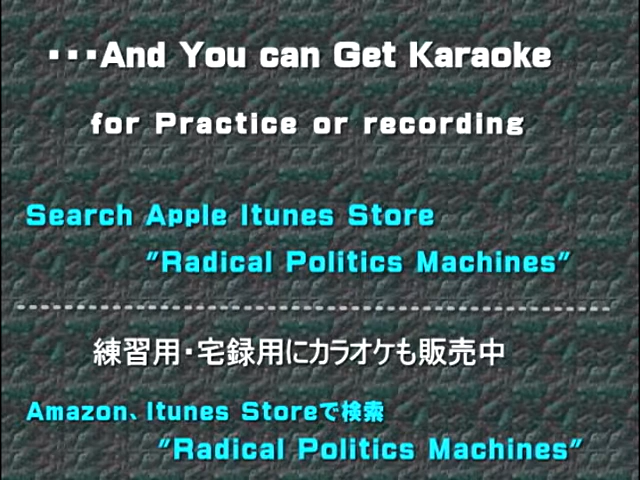 ・・・And You can Get Karaoke
for Practice or recording
Search Apple Itunes Store
"Radical Politics Machines"
練習用・宅録用にカラオケも販売中
Amazon、Itunes Storeで検索
"Radical Politics Machines"